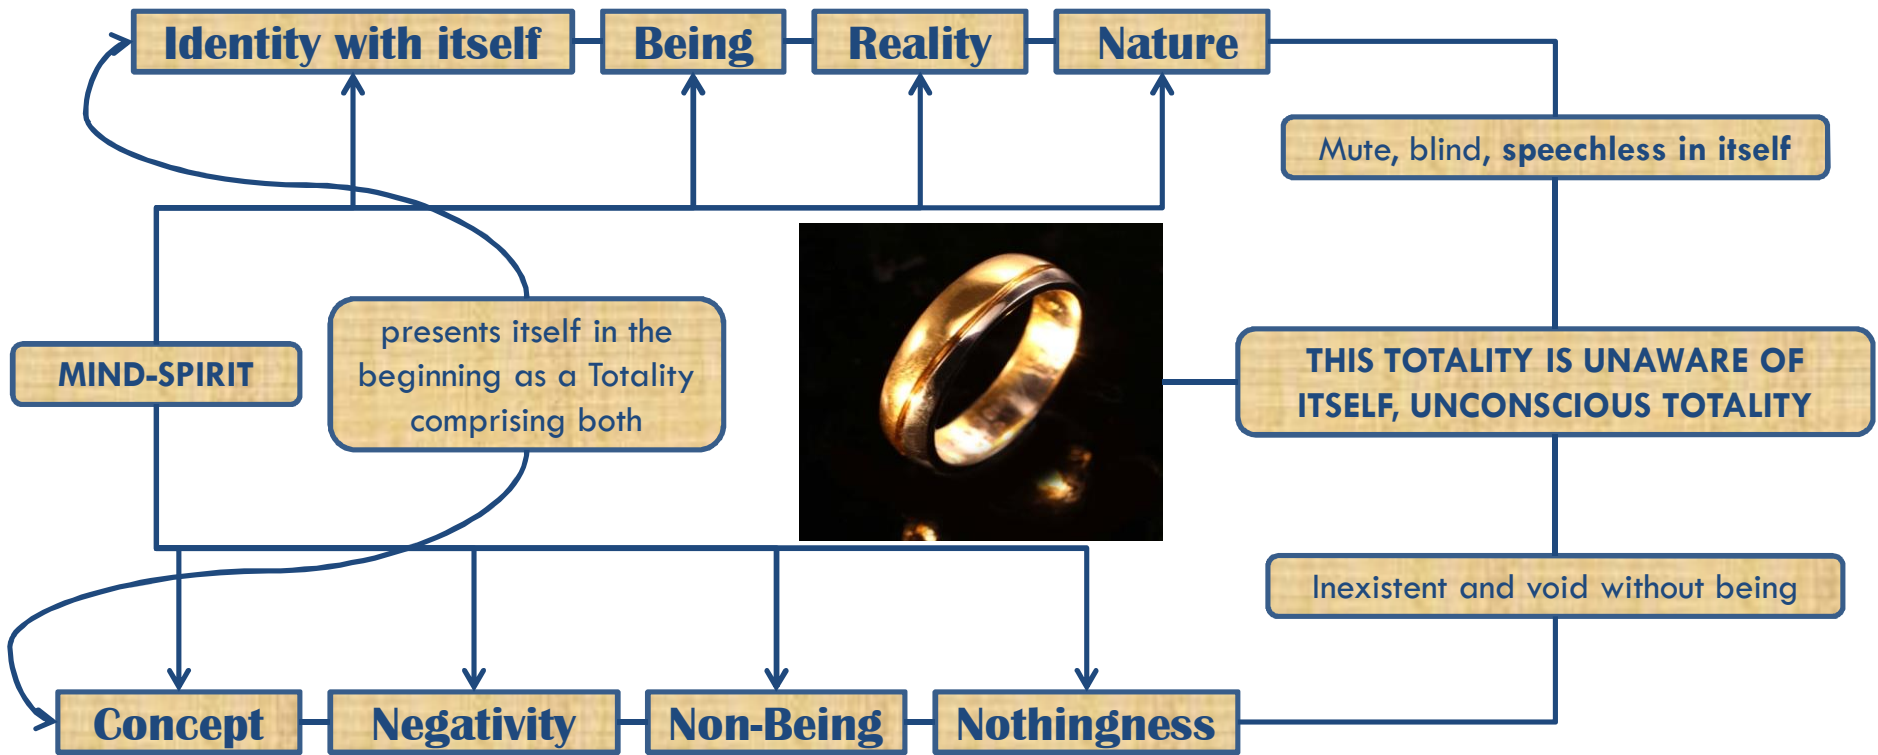 Identity with itself
Being
Reality
Nature
Mute, blind, speechless in itself
presents itself in the
beginning as a Totality
comprising both
MIND-SPIRIT
THIS TOTALITY IS UNAWARE OF
ITSELF, UNCONSCIOUS TOTALITY
Inexistent and void without being
Concept
Negativity
Non-Being
Nothingness